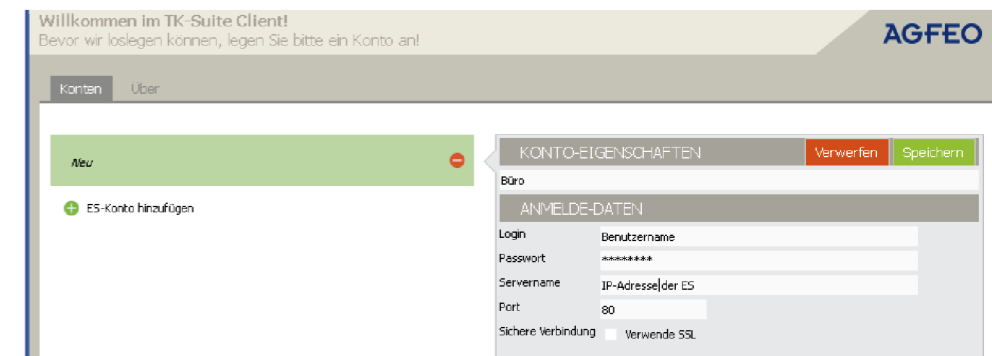 Willkommen im TK-Suite Client!
Bevor wir loslegen können, legen Sie bitte ein Konto an!
AGFEO
Konten Über
Neu
ES-Konto hinzufügen
KONTO-EIGENSCHAFTEN Verwerfen Speichern
Büro
ANMELDE-DATEN
Login Benutzername
Passwort ********
Servername IP-Adresse der ES
Port 80
Sichere Verbindung Verwende SSL